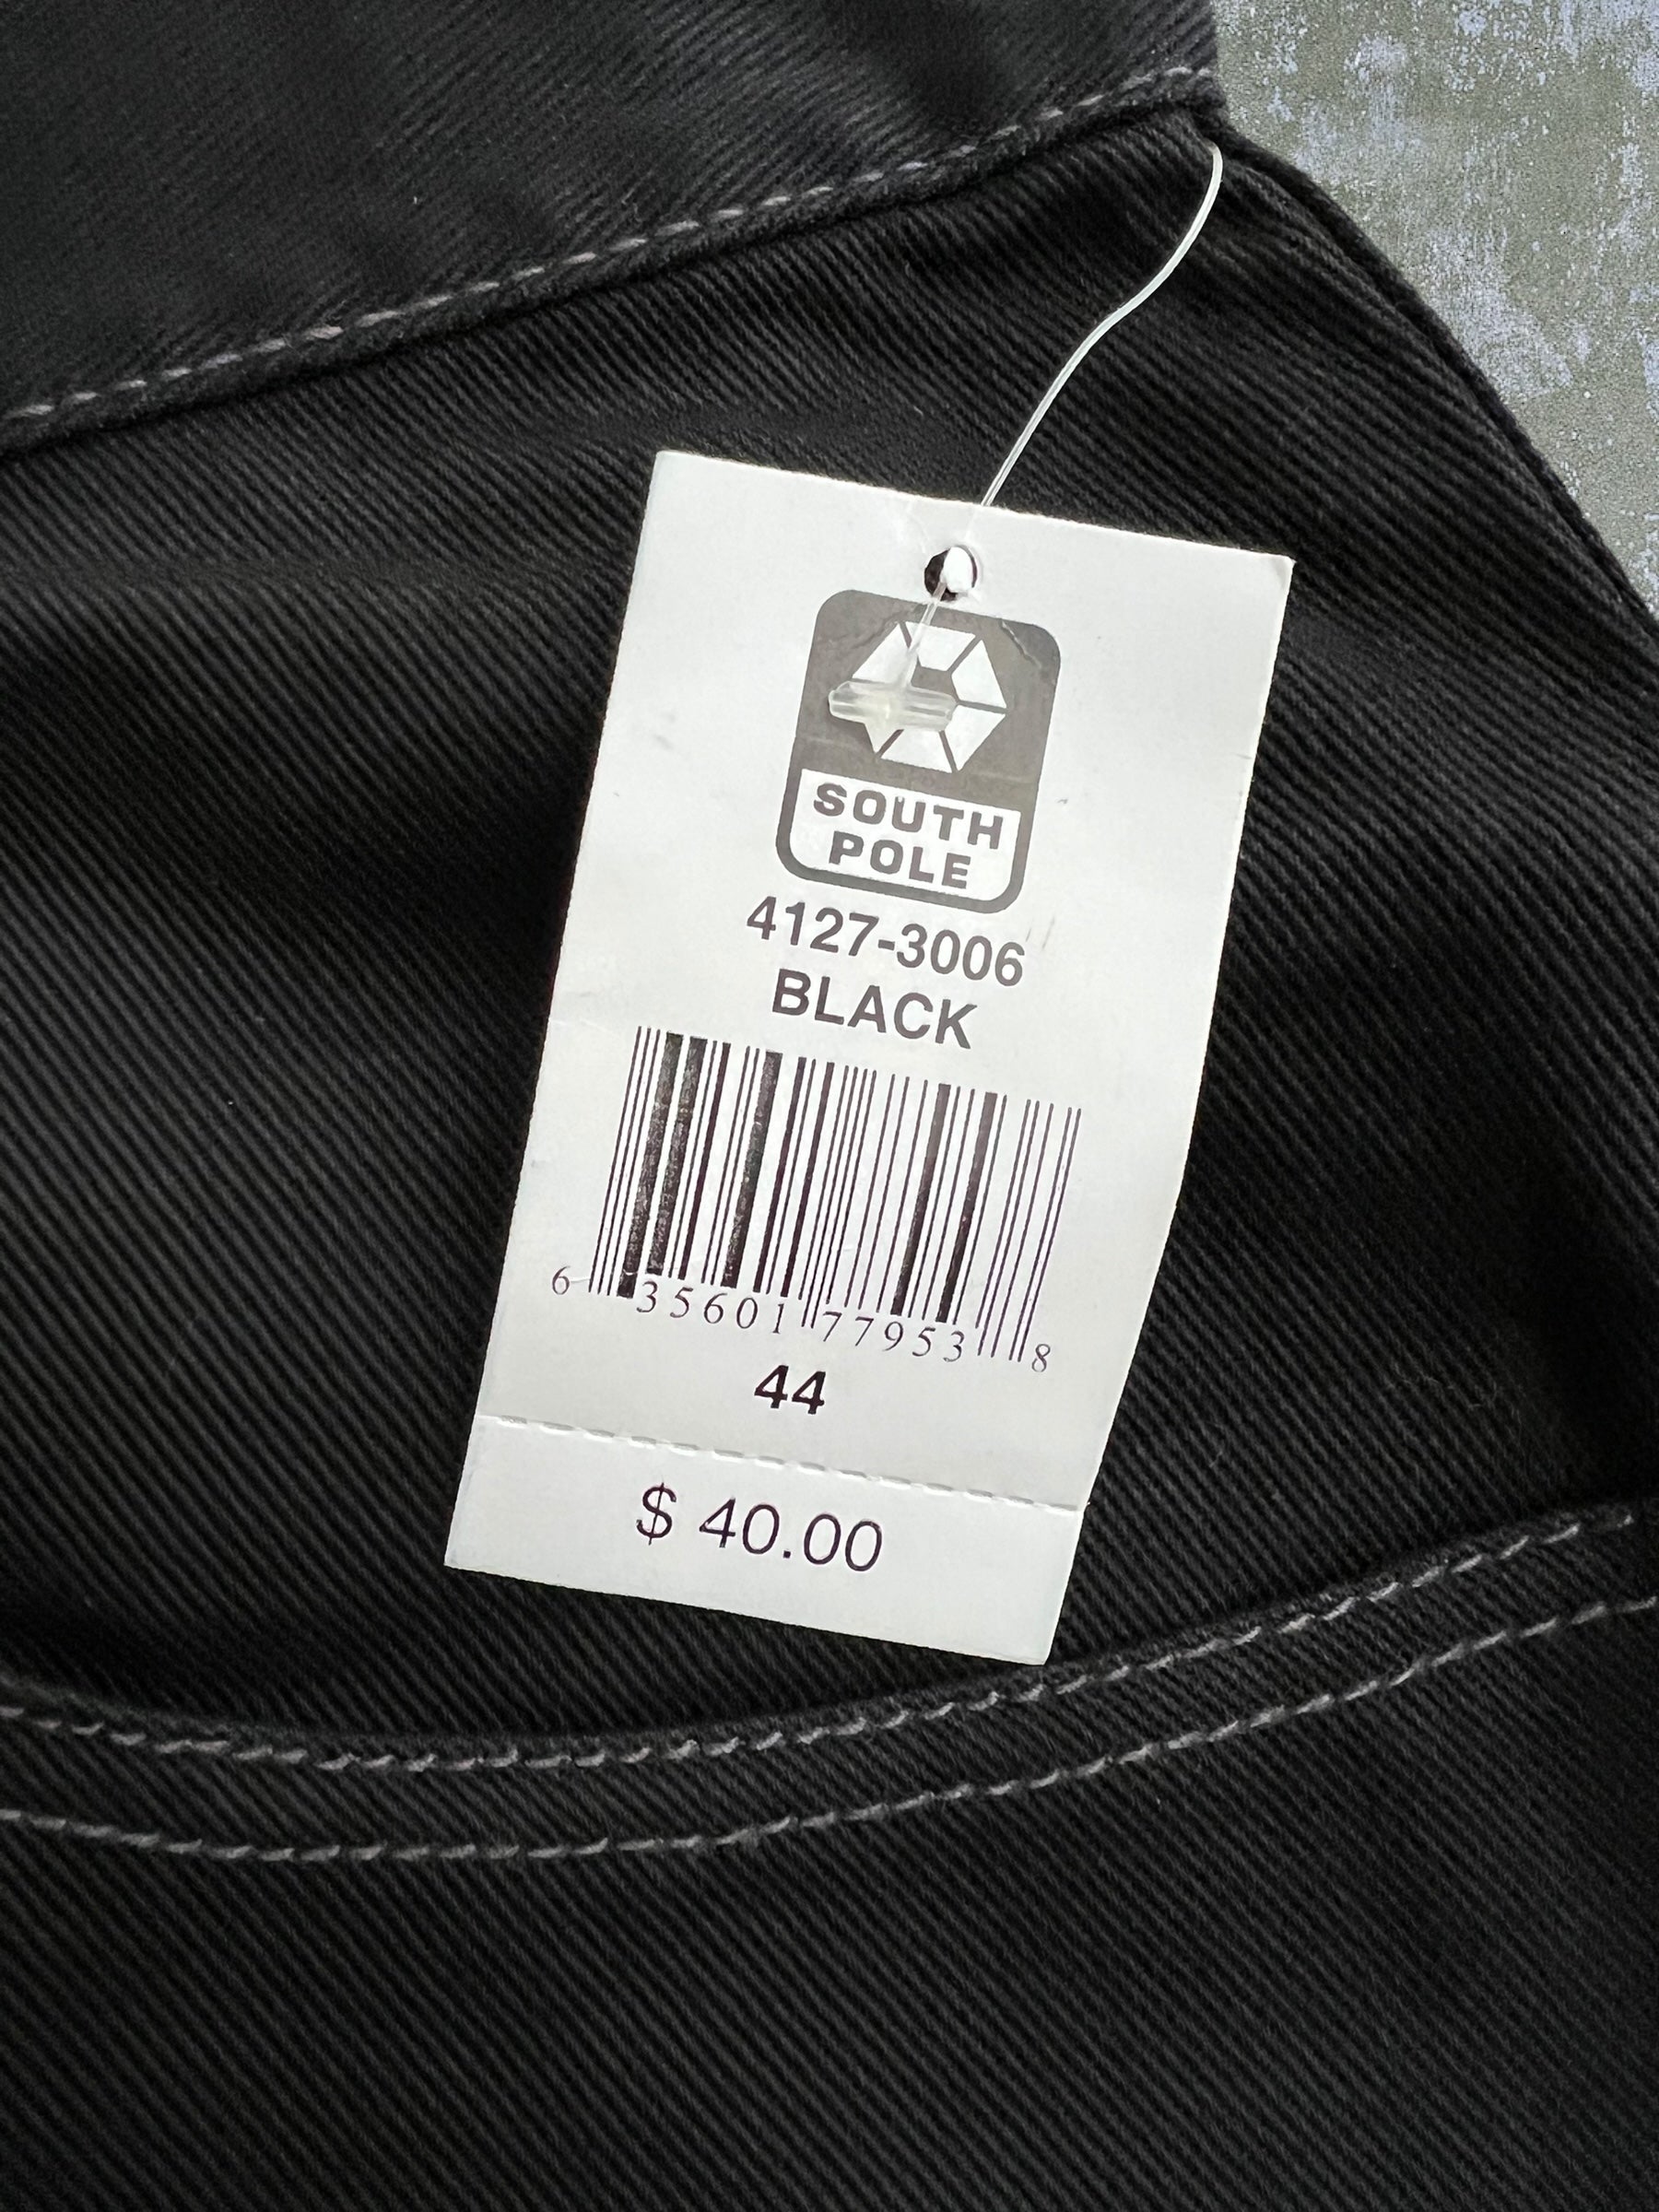 SOUTH
POLE
4127-3006
BLACK
6 35601 77953 8
44
$ 40.00